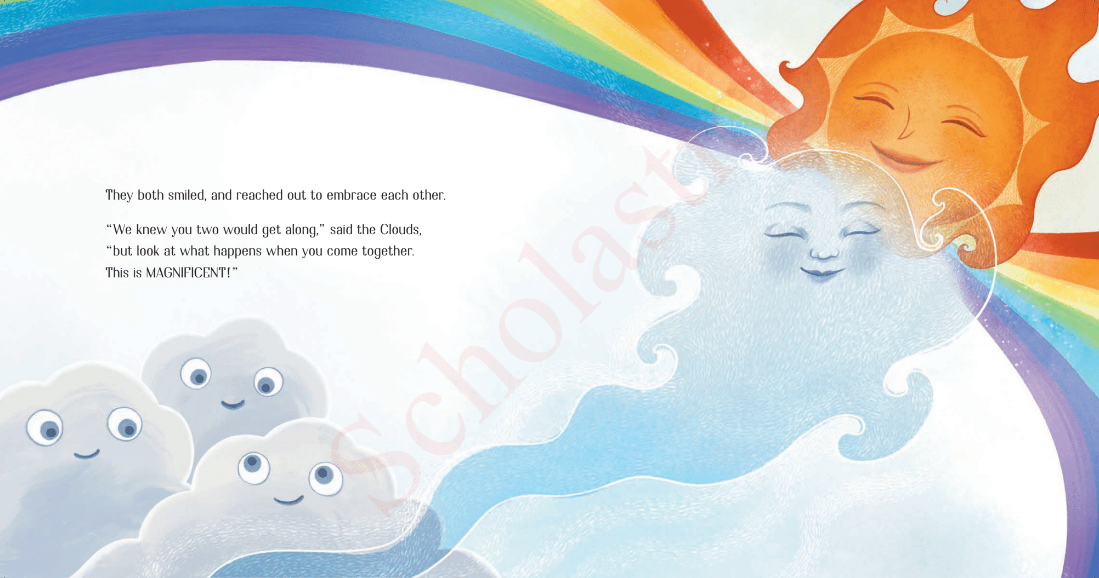 They both smiled, and reached out to embrace each other.
“We knew you two would get along,” said the Clouds,
“but look at what happens when you come together.
This is MAGNIFICENT!”
Scholasti